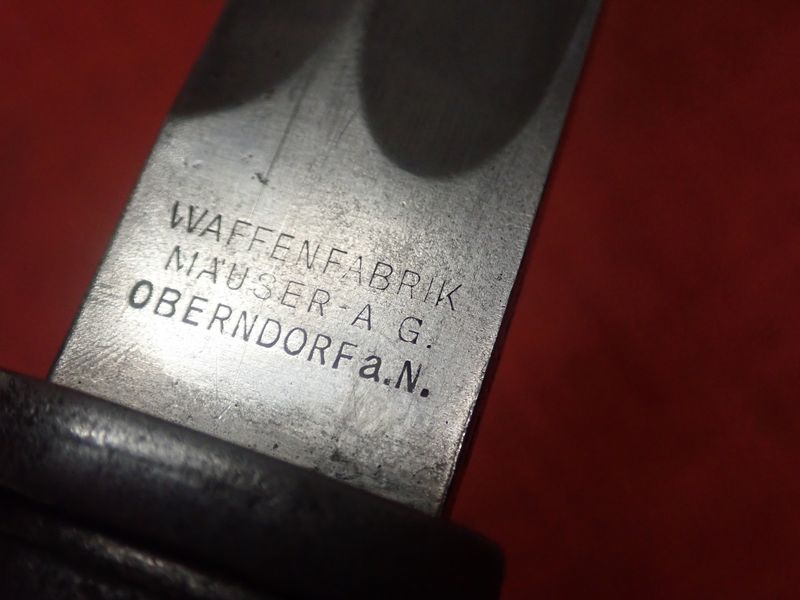 WAFFENFABRIK
MAUSER-A G.
OBERNDORF a.N.